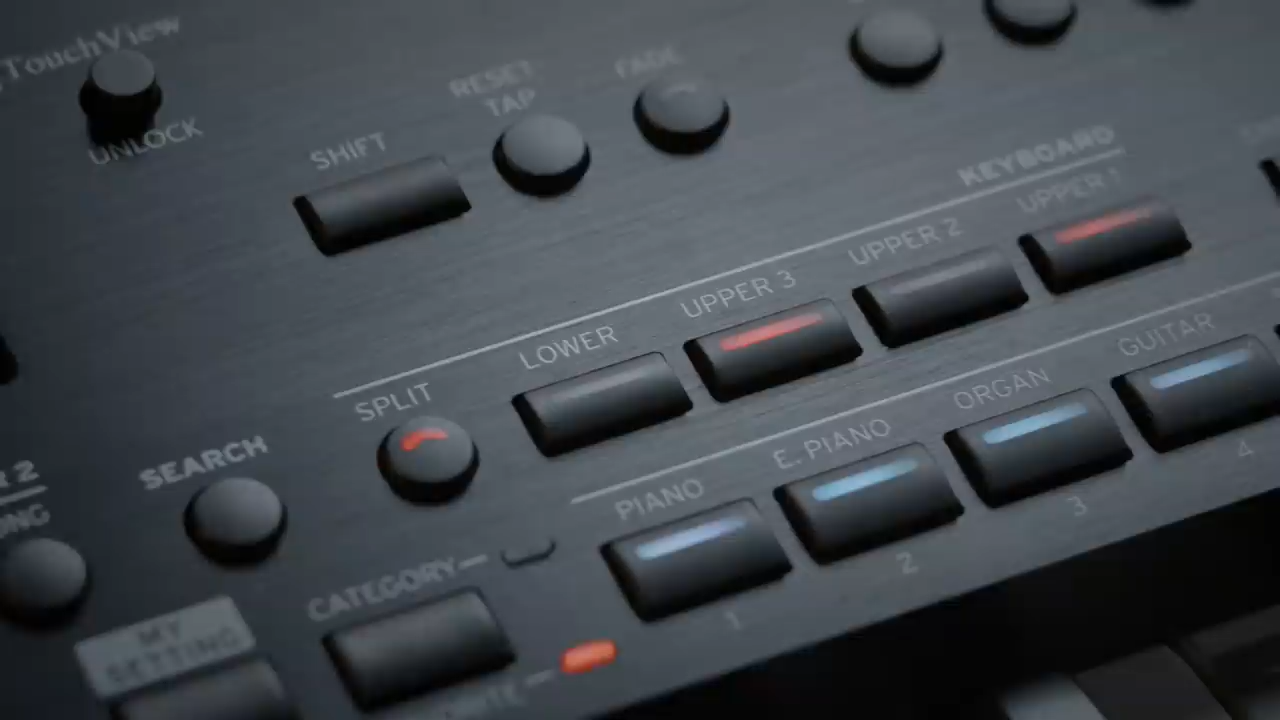 TouchView
UNLOCK
SHIFT
RESET
TAP
FADE
KEYBOARD
SPLIT
LOWER
UPPER 3
UPPER 2
UPPER 1
SEARCH
R 2
PIANO
E. PIANO
ORGAN
GUITAR
1
2
3
4
CATEGORY
MY
SETTING